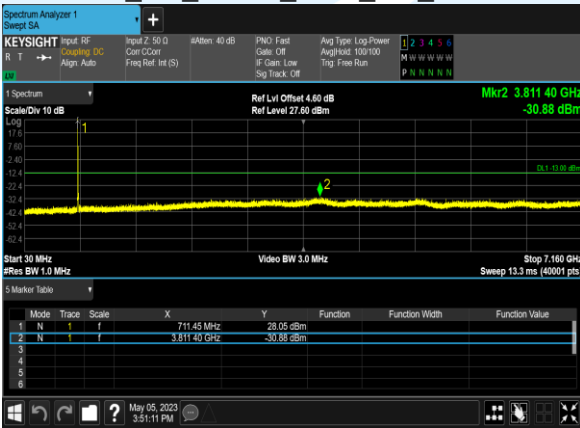 Spectrum Analyzer 1
Swept SA
+
KEYSIGHT Input: RF Input Z: 50 Ω #Atten: 40 dB PNO: Fast Avg Type: Log-Power 1 2 3 4 5 6
R T Coupling: DC Corr CCorr Gate: Off Avg|Hold: 100/100 M W W W W W
Align: Auto Freq Ref: Int (S) IF Gain: Low Trig: Free Run
LV Sig Track: Off P N N N N N
1 Spectrum Ref Lvl Offset 4.60 dB Mkr2 3.811 40 GHz
Scale/Div 10 dB Ref Level 27.60 dBm -30.88 dBm
Log
17.6 1
7.60
-2.40
-12.4 DL1 -13.00 dBm
-22.4 2
-32.4
-42.4
-52.4
-62.4
Start 30 MHz Video BW 3.0 MHz Stop 7.160 GHz
#Res BW 1.0 MHz Sweep 13.3 ms (40001 pts
5 Marker Table
Mode Trace Scale X Y Function Function Width Function Value
1 N 1 f 711.45 MHz 28.05 dBm
2 N 1 f 3.811 40 GHz -30.88 dBm
3
4
5
6
? May 05, 2023
3:51:11 PM